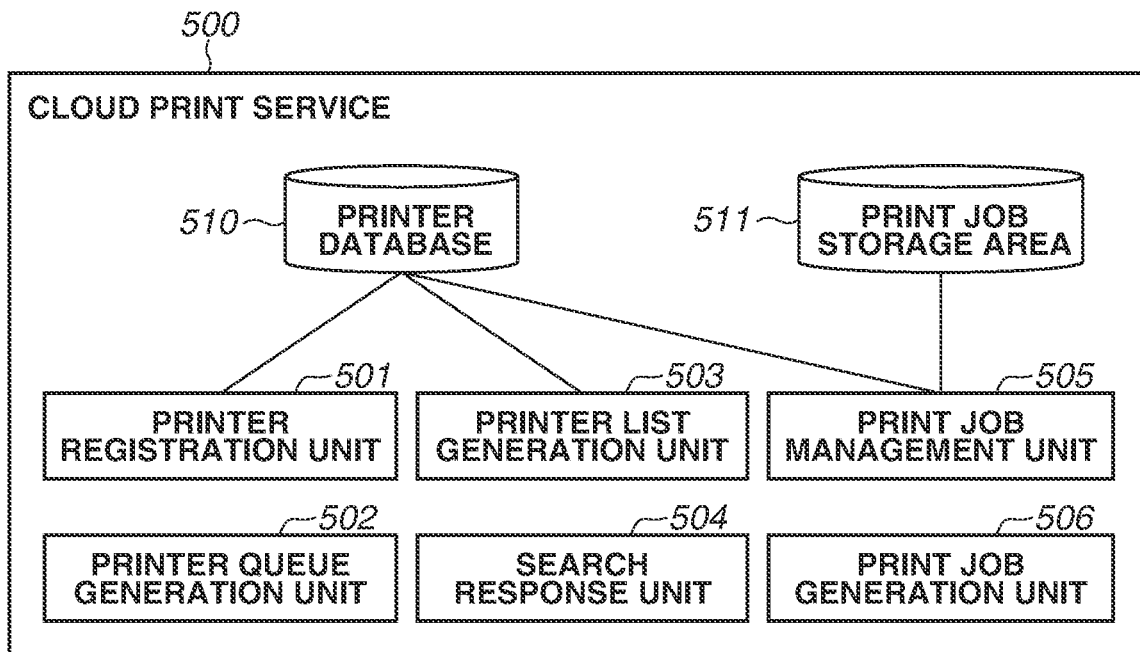 500
CLOUD PRINT SERVICE
510
PRINTER
DATABASE
511
PRINT JOB
STORAGE AREA
501
PRINTER
REGISTRATION UNIT
503
PRINTER LIST
GENERATION UNIT
505
PRINT JOB
MANAGEMENT UNIT
502
PRINTER QUEUE
GENERATION UNIT
504
SEARCH
RESPONSE UNIT
506
PRINT JOB
GENERATION UNIT